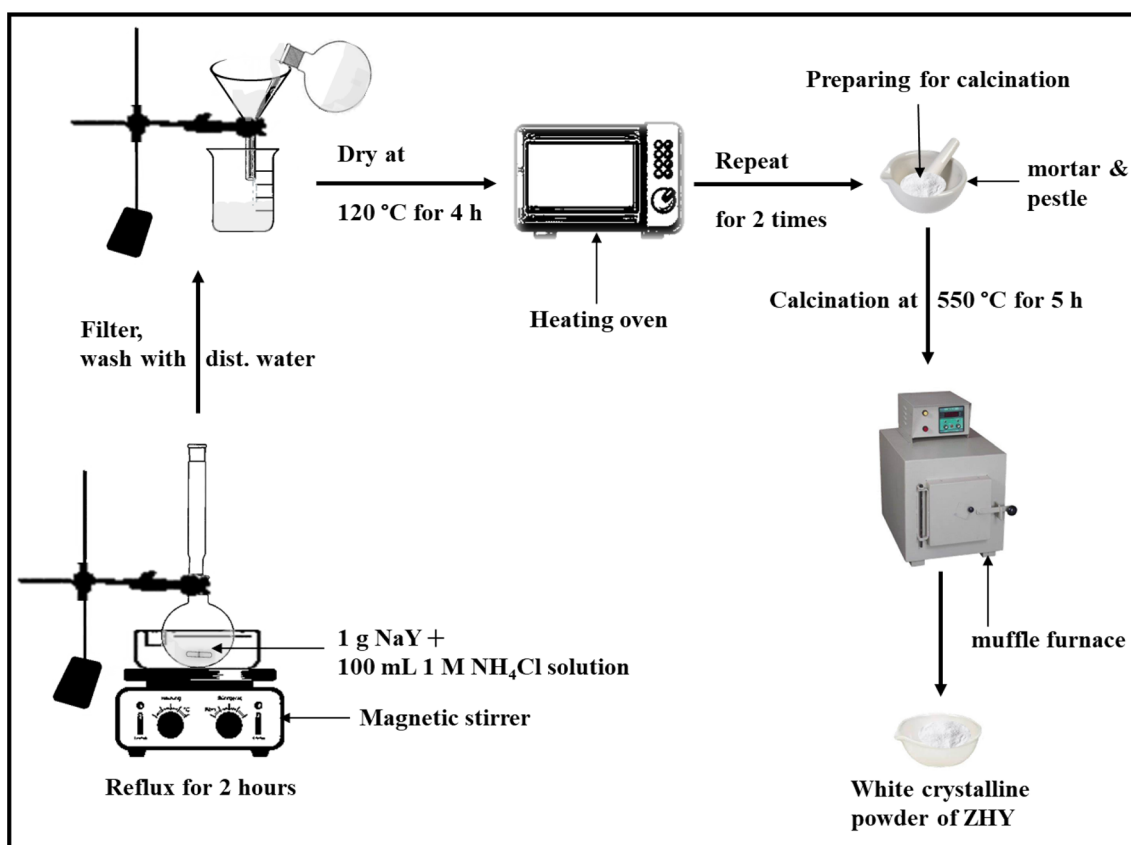 Preparing for calcination
mortar &
pestle
Dry at
120 °C for 4 h
Repeat
for 2 times
Heating oven
Calcination at 550 °C for 5 h
Filter,
wash with dist. water
muffle furnace
1 g NaY +
100 mL 1 M NH₄Cl solution
Magnetic stirrer
Reflux for 2 hours
White crystalline
powder of ZHY